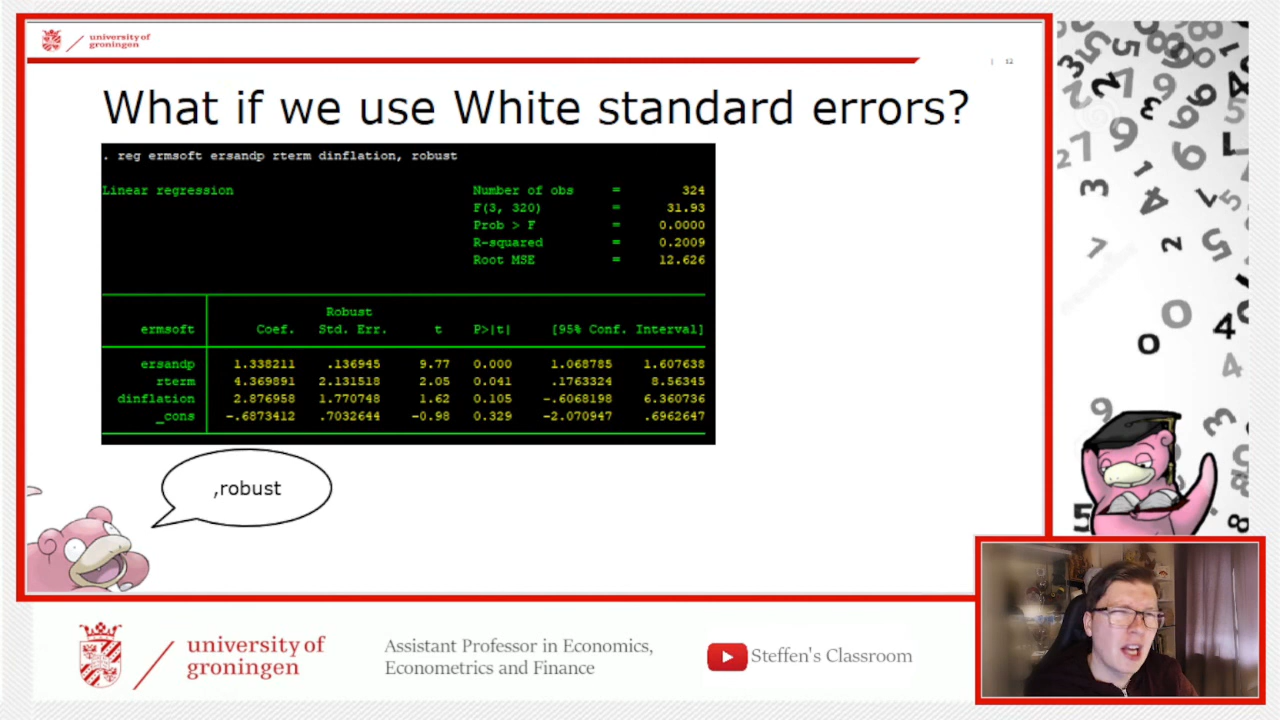 university of
groningen
| 12
What if we use White standard errors?
. reg ermsoft ersandp rterm dinflation, robust
Linear regression Number of obs = 324
F(3, 320) = 31.93
Prob > F = 0.0000
R-squared = 0.2009
Root MSE = 12.626
Robust
ermsoft Coef. Std. Err. t P>|t| [95% Conf. Interval]
ersandp 1.338211 .136945 9.77 0.000 1.068785 1.607638
rterm 4.369891 2.131518 2.05 0.041 .1763324 8.56345
dinflation 2.876958 1.770748 1.62 0.105 -.6068198 6.360736
_cons -.6873412 .7032644 -0.98 0.329 -2.070947 .6962647
,robust
university of
groningen
Assistant Professor in Economics,
Econometrics and Finance
Steffen's Classroom